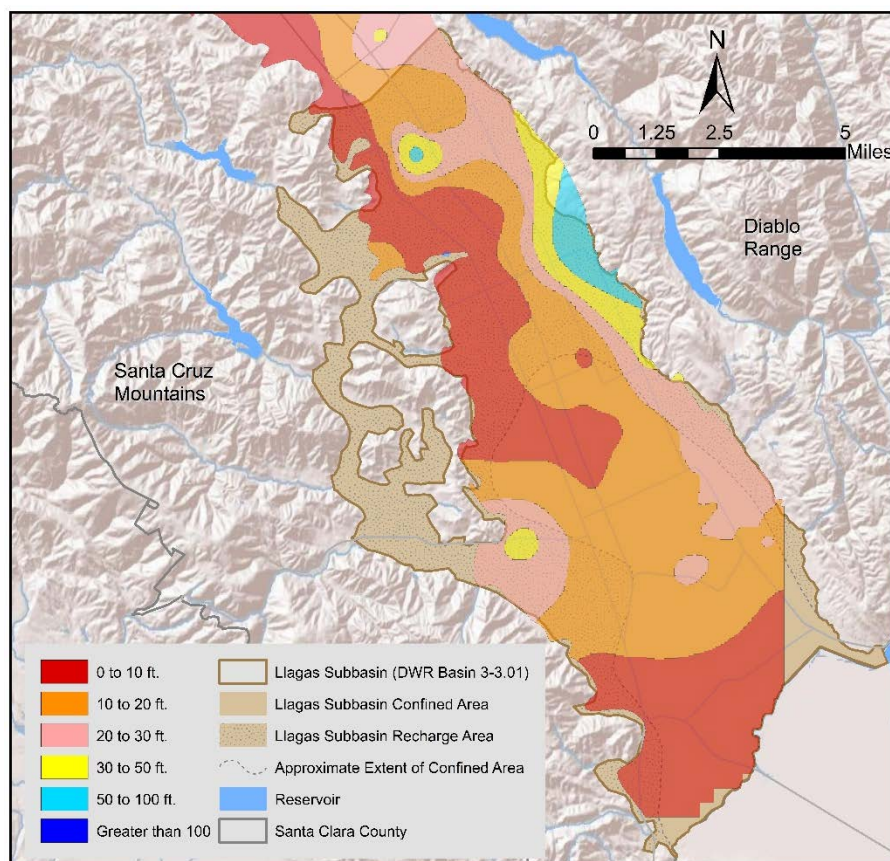 N
0 1.25 2.5 5
Miles
Diablo
Range
Santa Cruz
Mountains
0 to 10 ft.
10 to 20 ft.
20 to 30 ft.
30 to 50 ft.
50 to 100 ft.
Greater than 100
Llagas Subbasin (DWR Basin 3-3.01)
Llagas Subbasin Confined Area
Llagas Subbasin Recharge Area
Approximate Extent of Confined Area
Reservoir
Santa Clara County